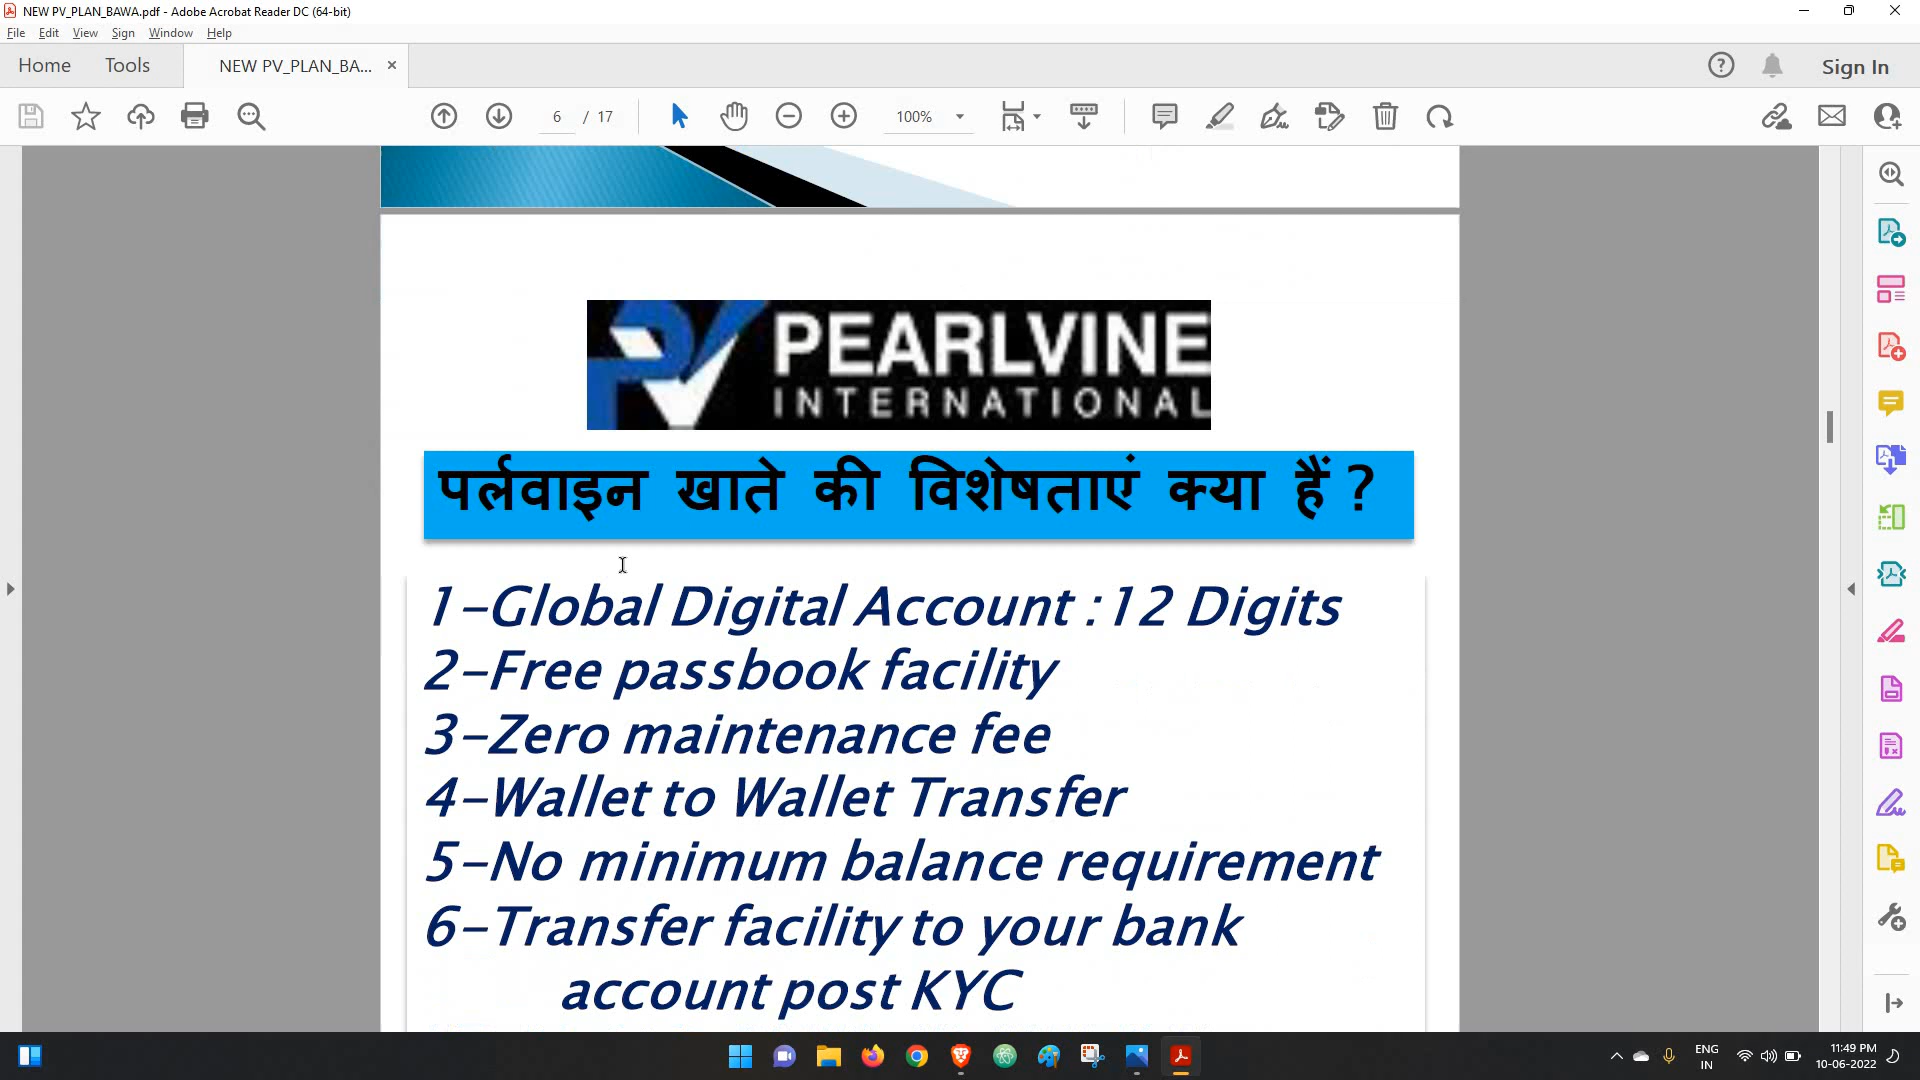 NEW PV_PLAN_BAWA.pdf - Adobe Acrobat Reader DC (64-bit)
File Edit View Sign Window Help
Home Tools NEW PV_PLAN_BA... × Sign In
6 / 17 100%
PEARLVINE
INTERNATIONAL
पर्लवाइन खाते की विशेषताएं क्या हैं ?
1-Global Digital Account :12 Digits
2-Free passbook facility
3-Zero maintenance fee
4-Wallet to Wallet Transfer
5-No minimum balance requirement
6-Transfer facility to your bank
account post KYC
ENG
IN
11:49 PM
10-06-2022